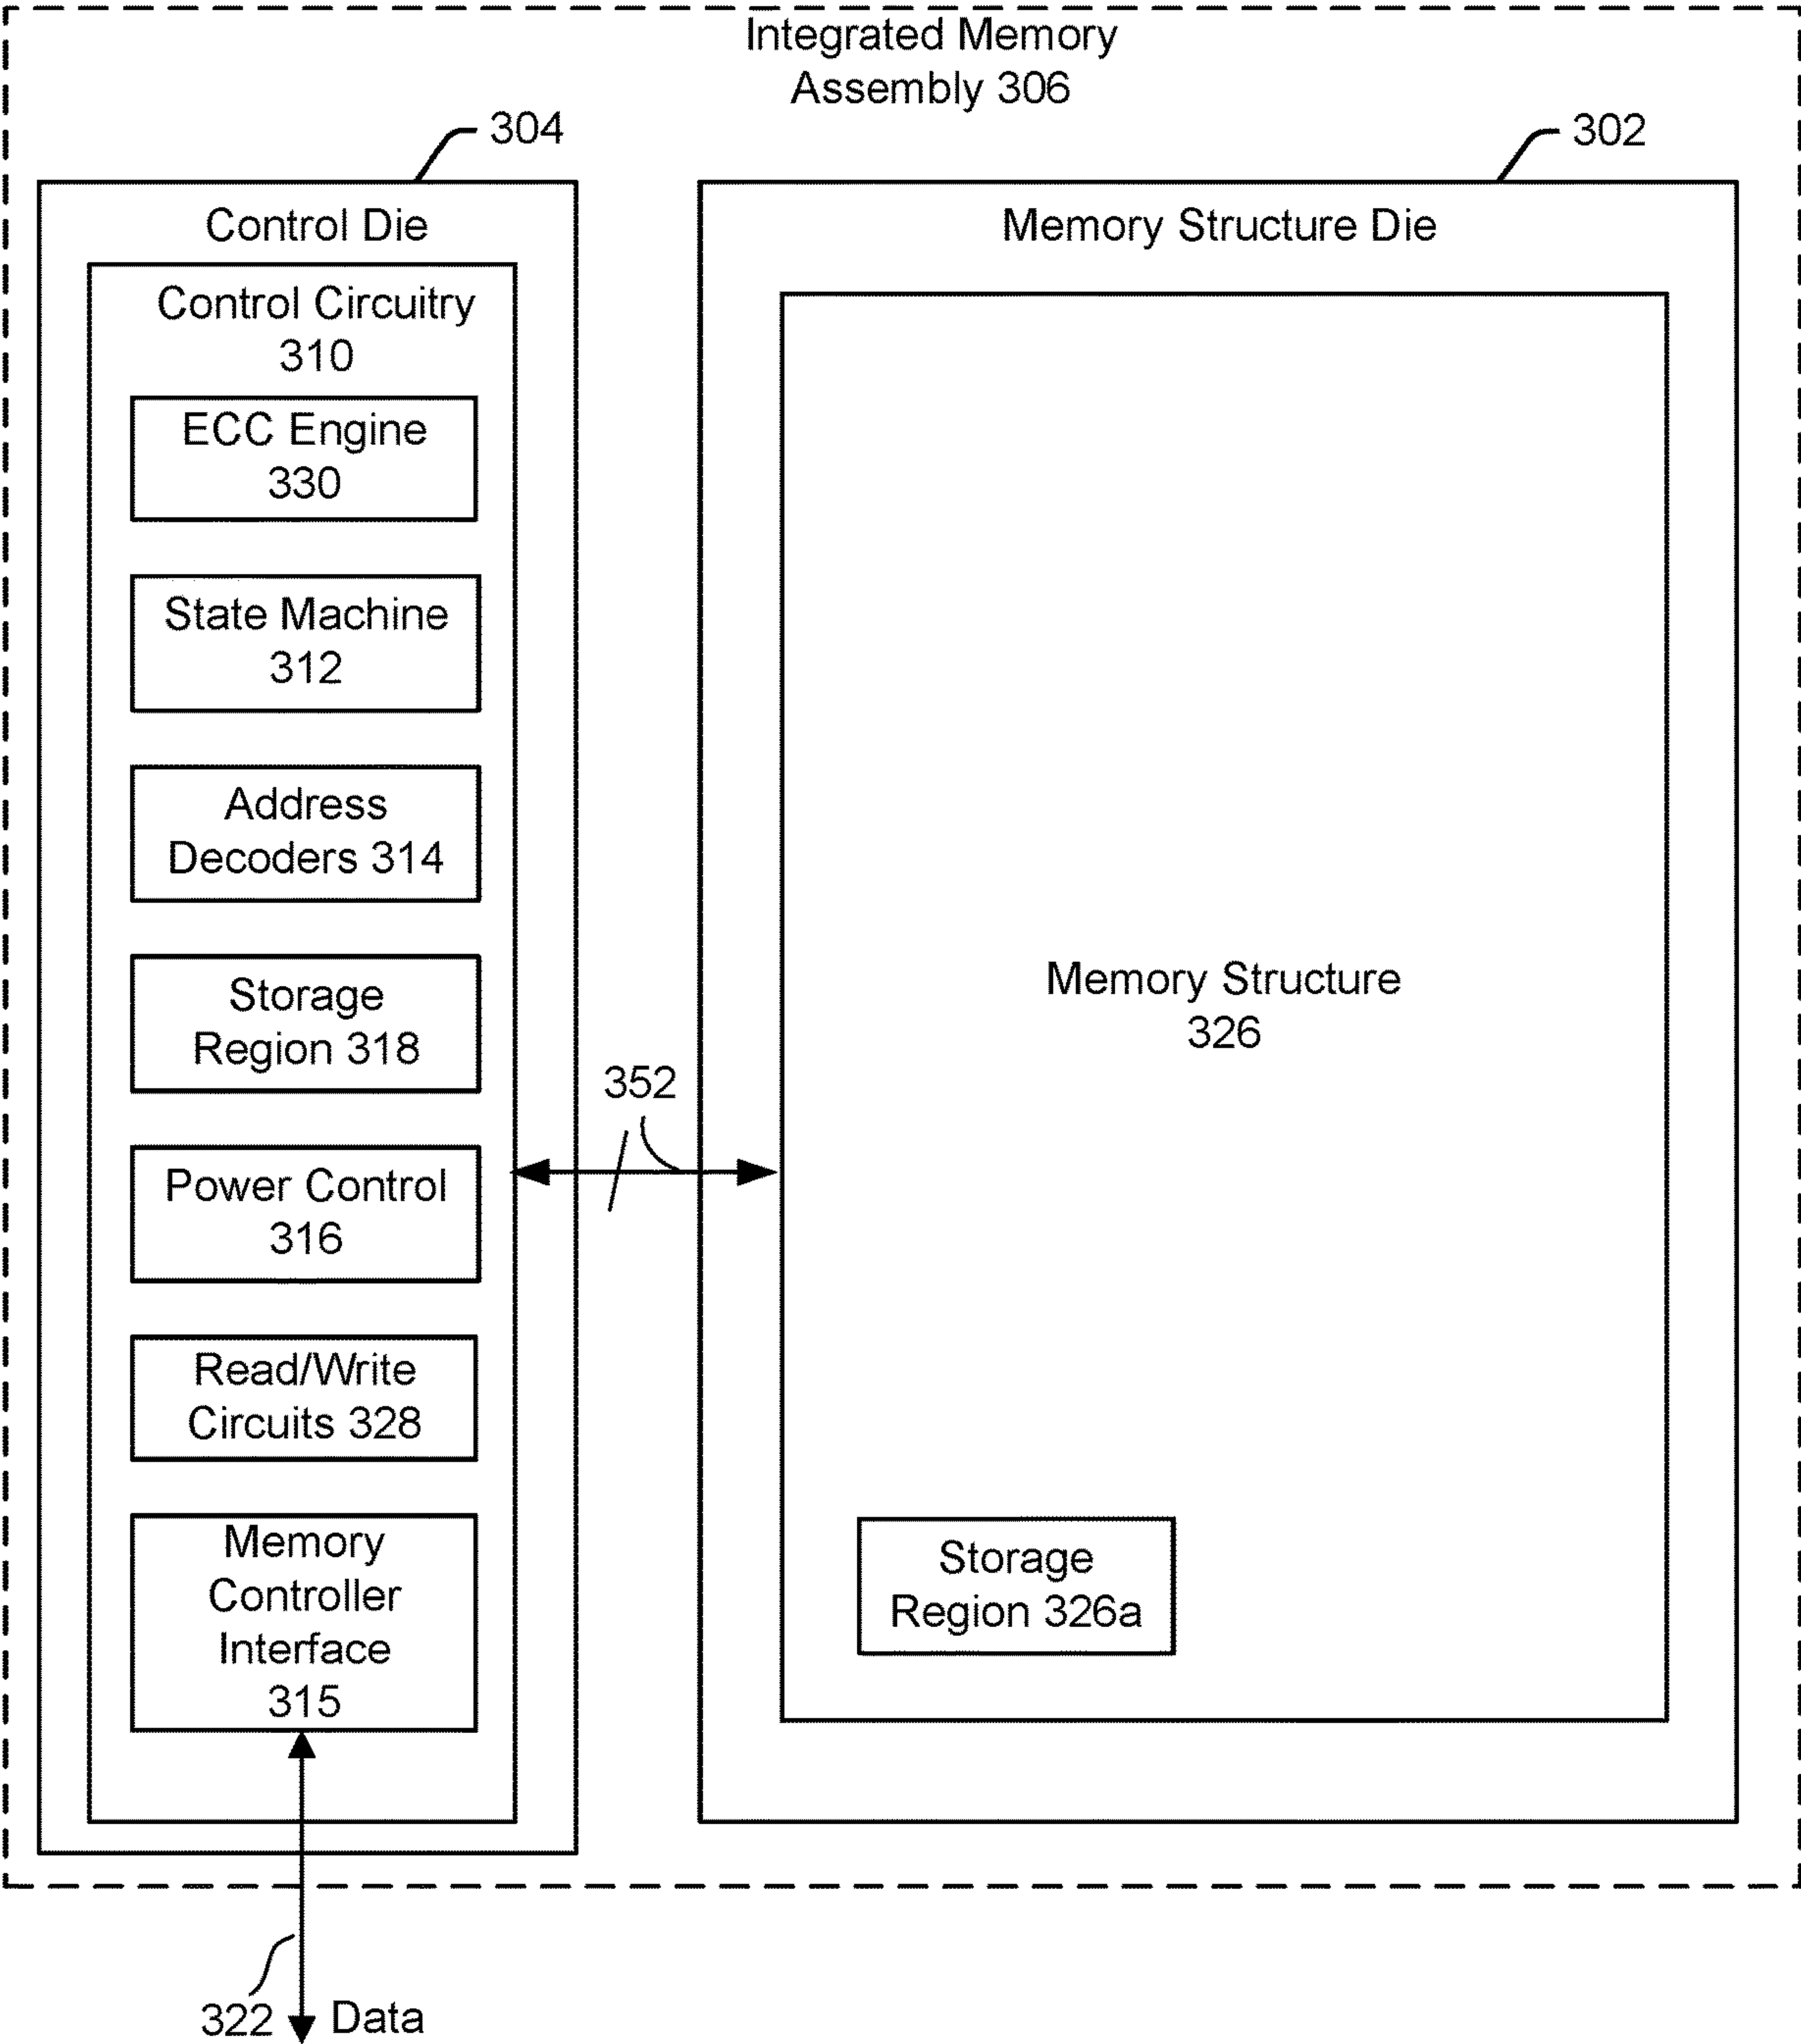 Integrated Memory
Assembly 306
304
302
Control Die
Control Circuitry
310
ECC Engine
330
State Machine
312
Address
Decoders 314
Storage
Region 318
Power Control
316
Read/Write
Circuits 328
Memory
Controller
Interface
315
352
Memory Structure Die
Memory Structure
326
Storage
Region 326a
322
Data